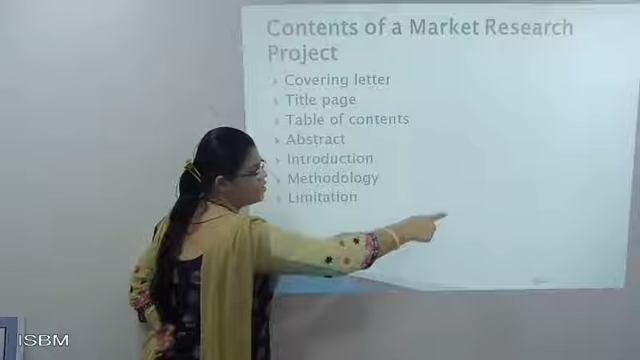 Contents of a Market Research
Project
Covering letter
Title page
Table of contents
Abstract
Introduction
Methodology
Limitation
ISBM